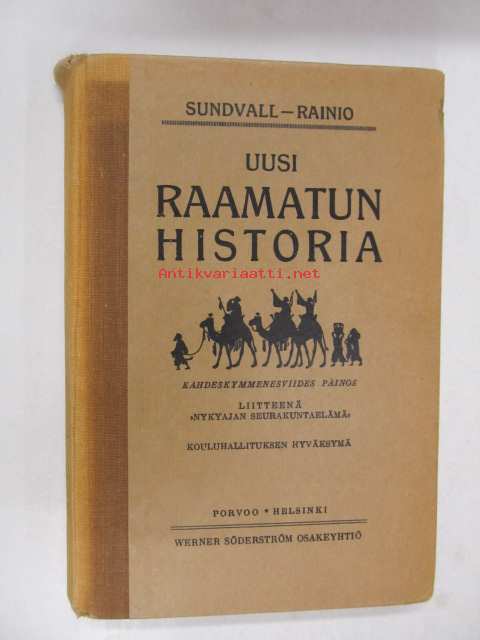 SUNDVALL—RAINIO
UUSI
RAAMATUN
HISTORIA
Antikvariaatti.net
KAHDESKYMMENESVIIDES PAINOS
LIITTEENÄ
»NYKYAJAN SEURAKUNTAELÄMÄ»
KOULUHALLITUKSEN HYVÄKSYMÄ
PORVOO • HELSINKI
WERNER SÖDERSTRÖM OSAKEYHTIÖ